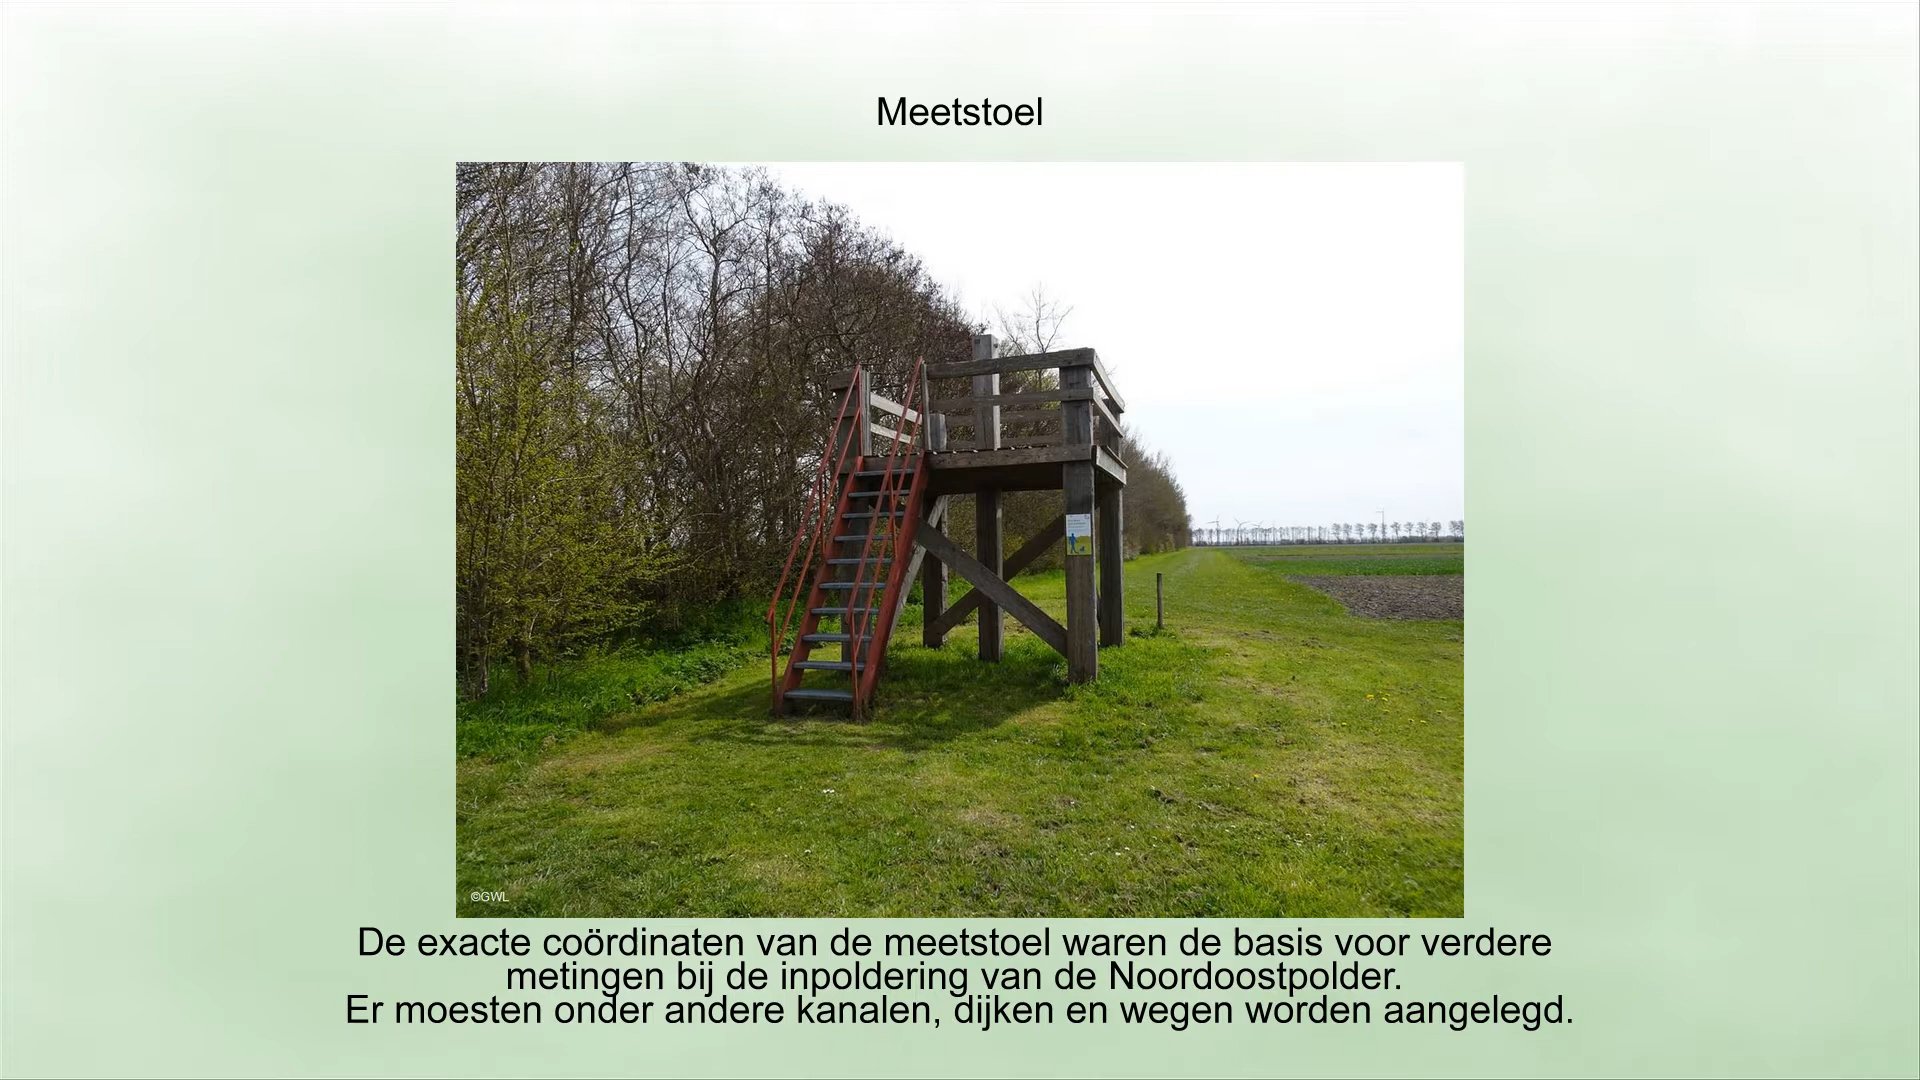 Meetstoel
©GWL
De exacte coördinaten van de meetstoel waren de basis voor verdere
metingen bij de inpoldering van de Noordoostpolder.
Er moesten onder andere kanalen, dijken en wegen worden aangelegd.